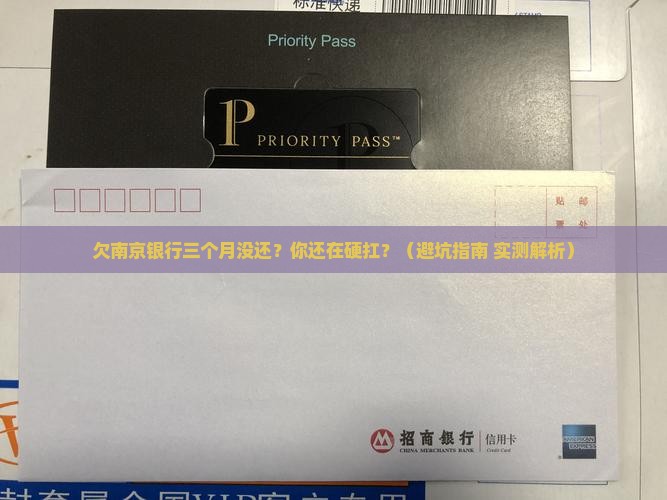 标准快递
Priority Pass
PRIORITY PASS™
贴 邮
票 处
欠南京银行三个月没还？你还在硬扛？（避坑指南 实测解析）
招商银行 信用卡
CHINA MERCHANTS BANK Credit Card
AMERICAN
EXPRESS